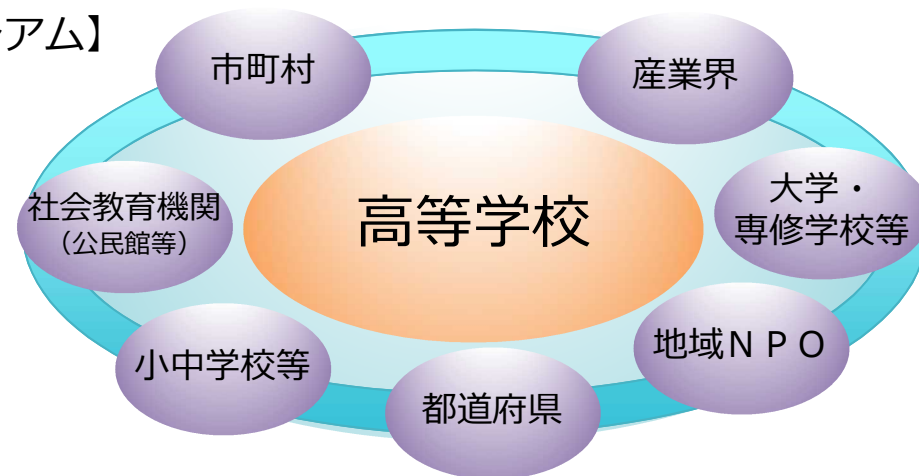 アム】
市町村
産業界
社会教育機関
（公民館等）
高等学校
大学・
専修学校等
小中学校等
地域ＮＰＯ
都道府県